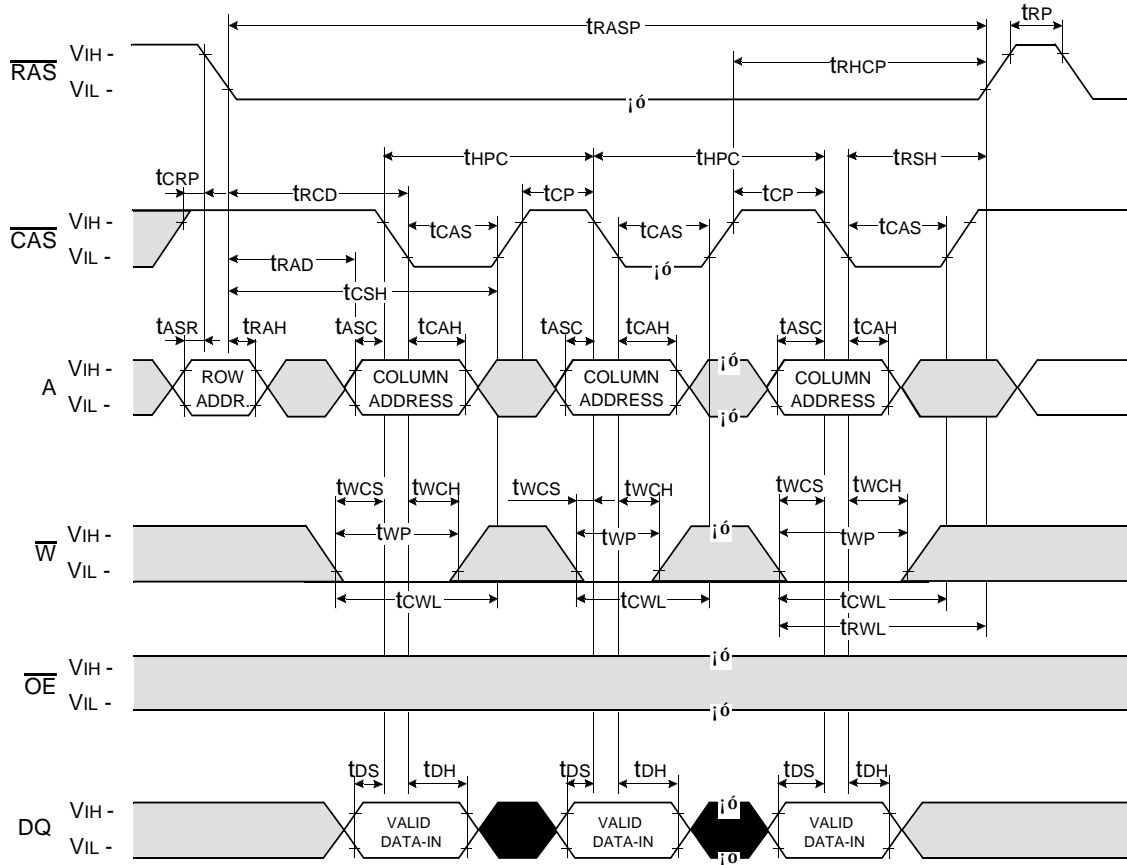 tRASP
tRP
RAS
VIH -
VIL -
tRHCP
¡ó
tHPC
tHPC
tRSH
tCRP
tRCD
tCP
tCP
CAS
VIH -
VIL -
tCAS
tCAS
tCAS
¡ó
tRAD
tCSH
tASR
tRAH
tASC
tCAH
tASC
tCAH
tASC
tCAH
A
VIH -
VIL -
ROW
ADDR.
COLUMN
ADDRESS
COLUMN
ADDRESS
¡ó
¡ó
COLUMN
ADDRESS
tWCS
tWCH
tWCS
tWCH
tWCS
tWCH
W
VIH -
VIL -
tWP
tWP
¡ó
tWP
¡ó
tCWL
tCWL
tCWL
tRWL
OE
VIH -
VIL -
¡ó
¡ó
tDS
tDH
tDS
tDH
tDS
tDH
DQ
VIH -
VIL -
VALID
DATA-IN
VALID
DATA-IN
¡ó
¡ó
VALID
DATA-IN